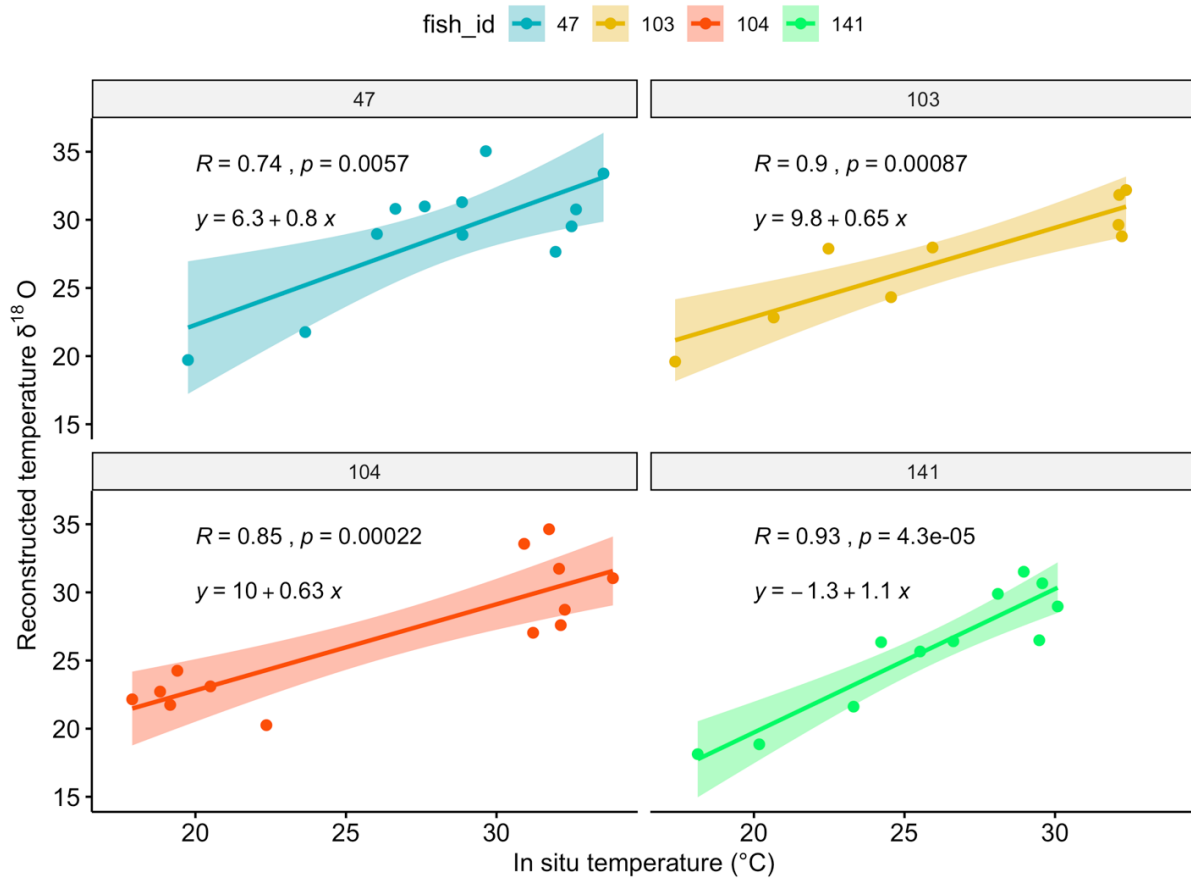 fish_id 47 103 104 141
47
103
R = 0.74 , p = 0.0057
y = 6.3 + 0.8 x
R = 0.9 , p = 0.00087
y = 9.8 + 0.65 x
35
30
25
20
15
104
141
R = 0.85 , p = 0.00022
y = 10 + 0.63 x
R = 0.93 , p = 4.3e-05
y = − 1.3 + 1.1 x
35
30
25
20
15
20 25 30
20 25 30
In situ temperature (°C)
Reconstructed temperature δ¹⁸ O